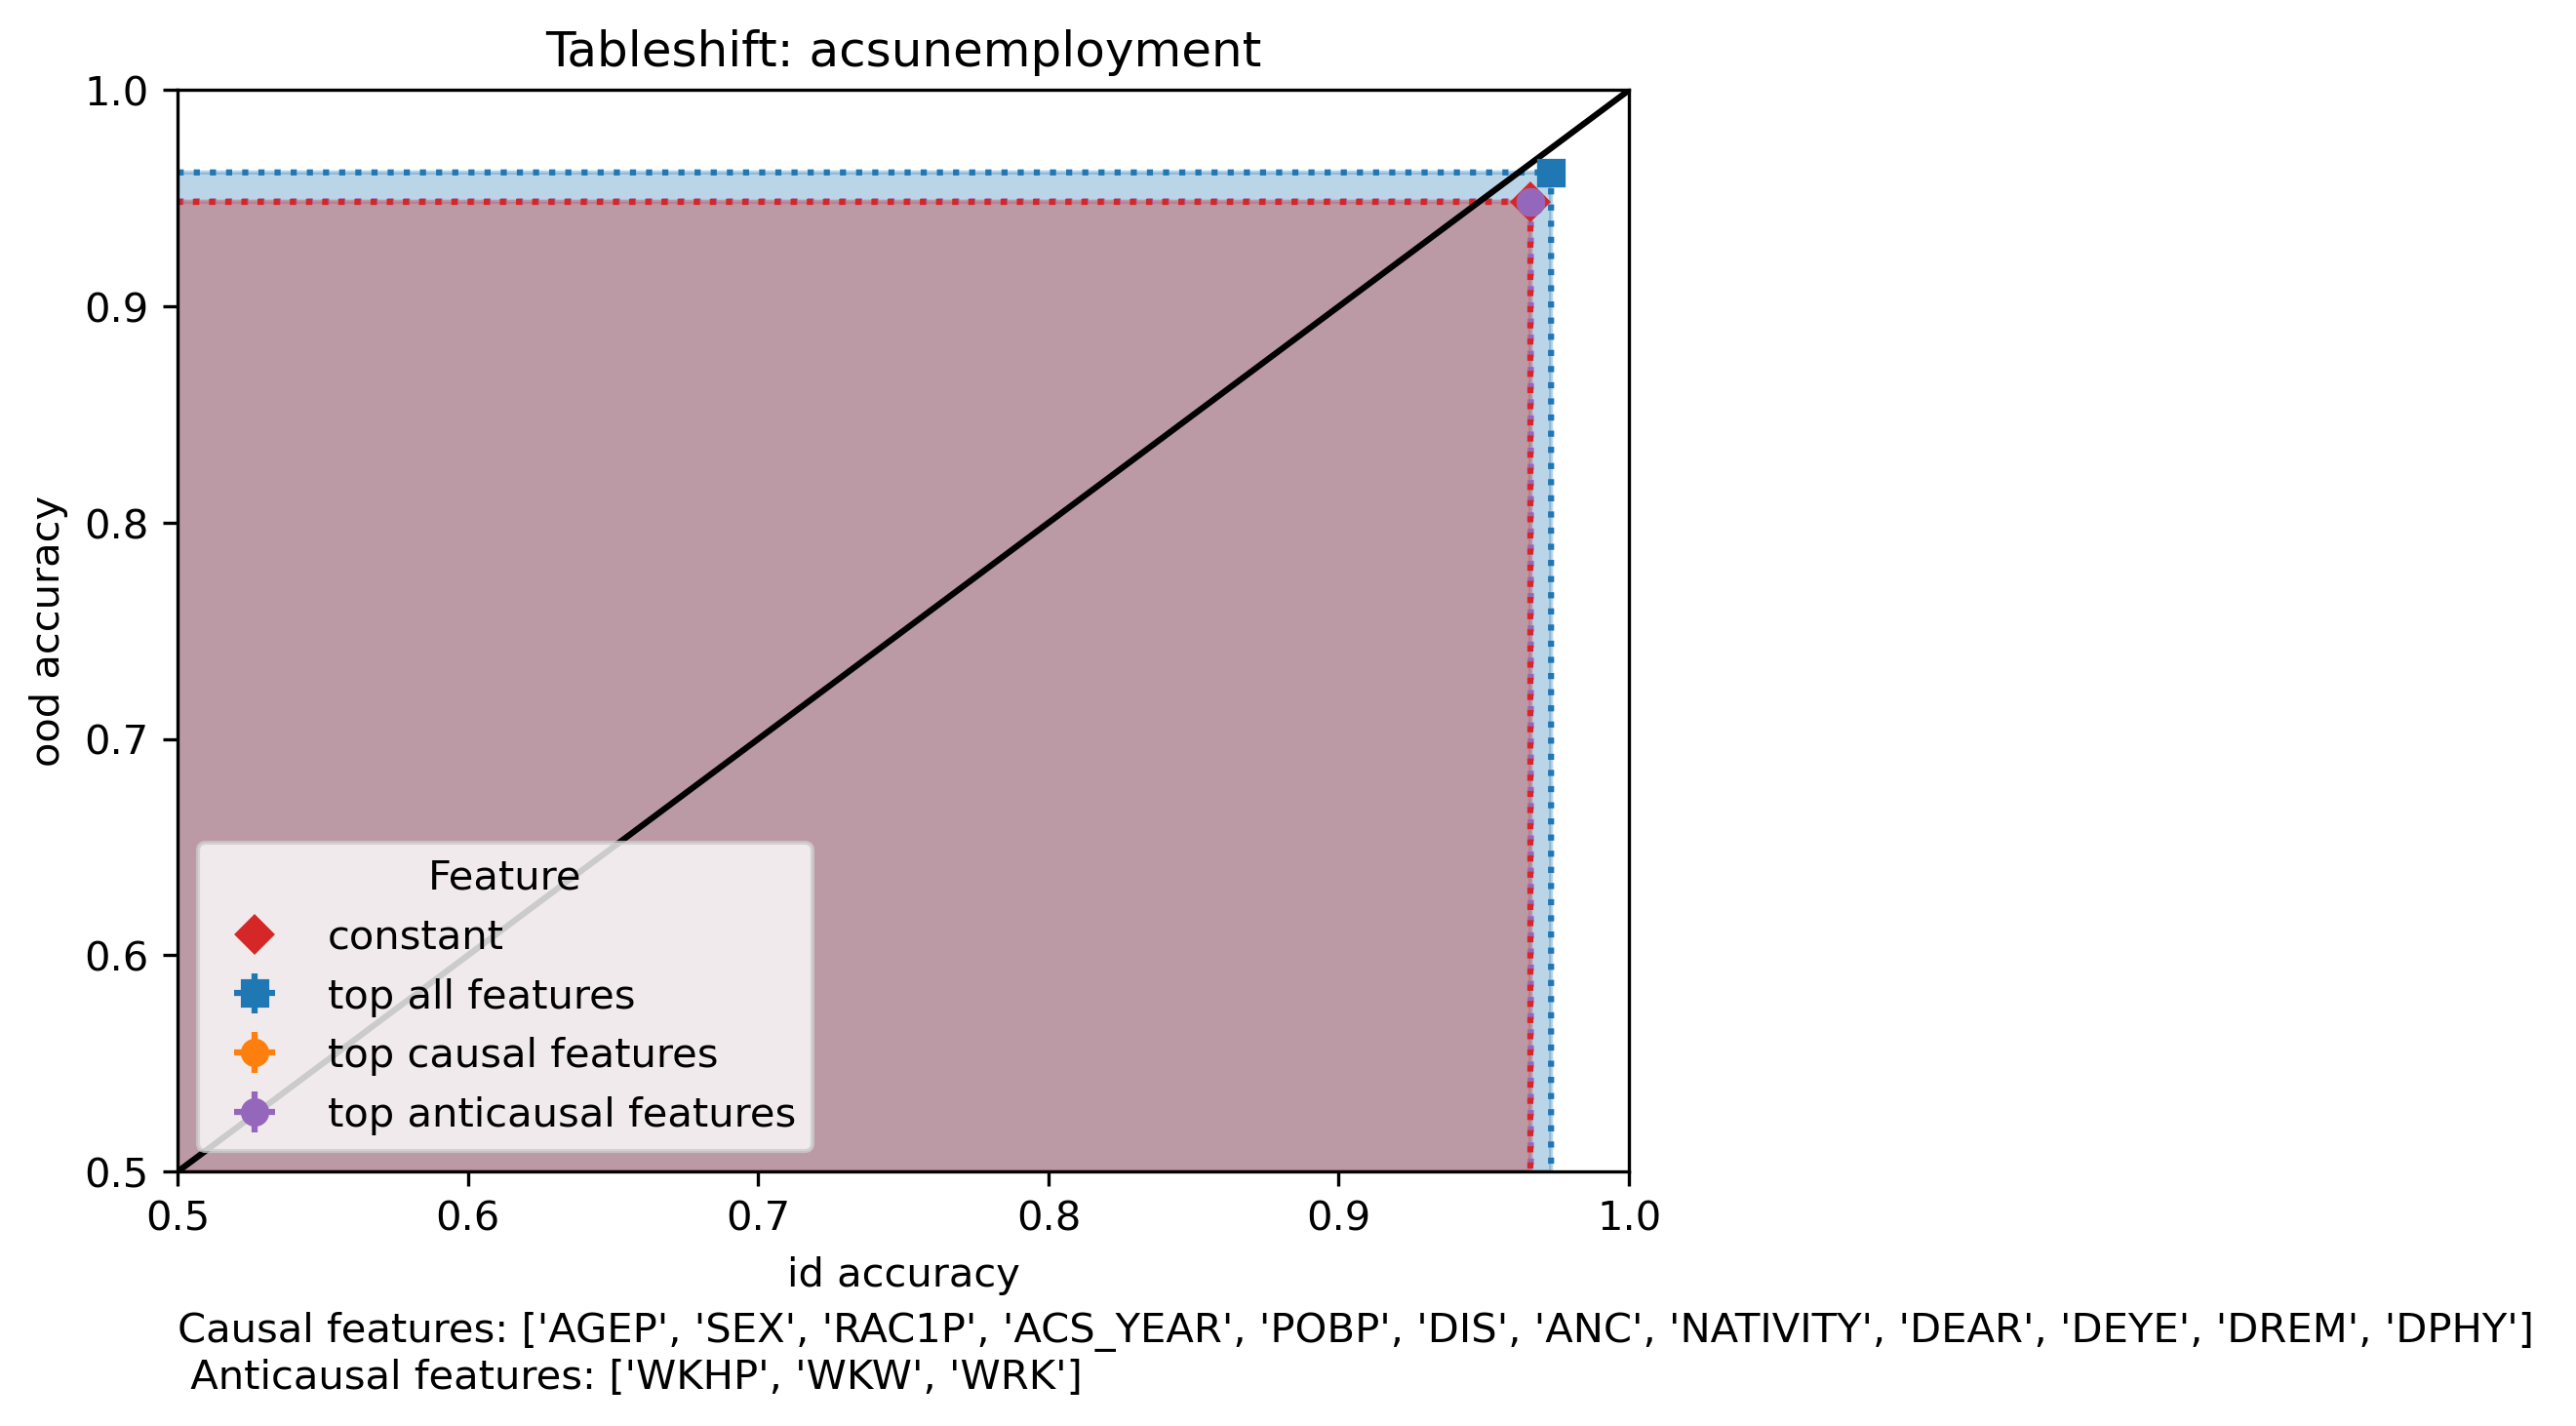 Tableshift: acsunemployment
1.0
0.9
0.8
0.7
0.6
0.5
ood accuracy
Feature
constant
top all features
top causal features
top anticausal features
0.5 0.6 0.7 0.8 0.9 1.0
id accuracy
Causal features: ['AGEP', 'SEX', 'RAC1P', 'ACS_YEAR', 'POBP', 'DIS', 'ANC', 'NATIVITY', 'DEAR', 'DEYE', 'DREM', 'DPHY']
Anticausal features: ['WKHP', 'WKW', 'WRK']